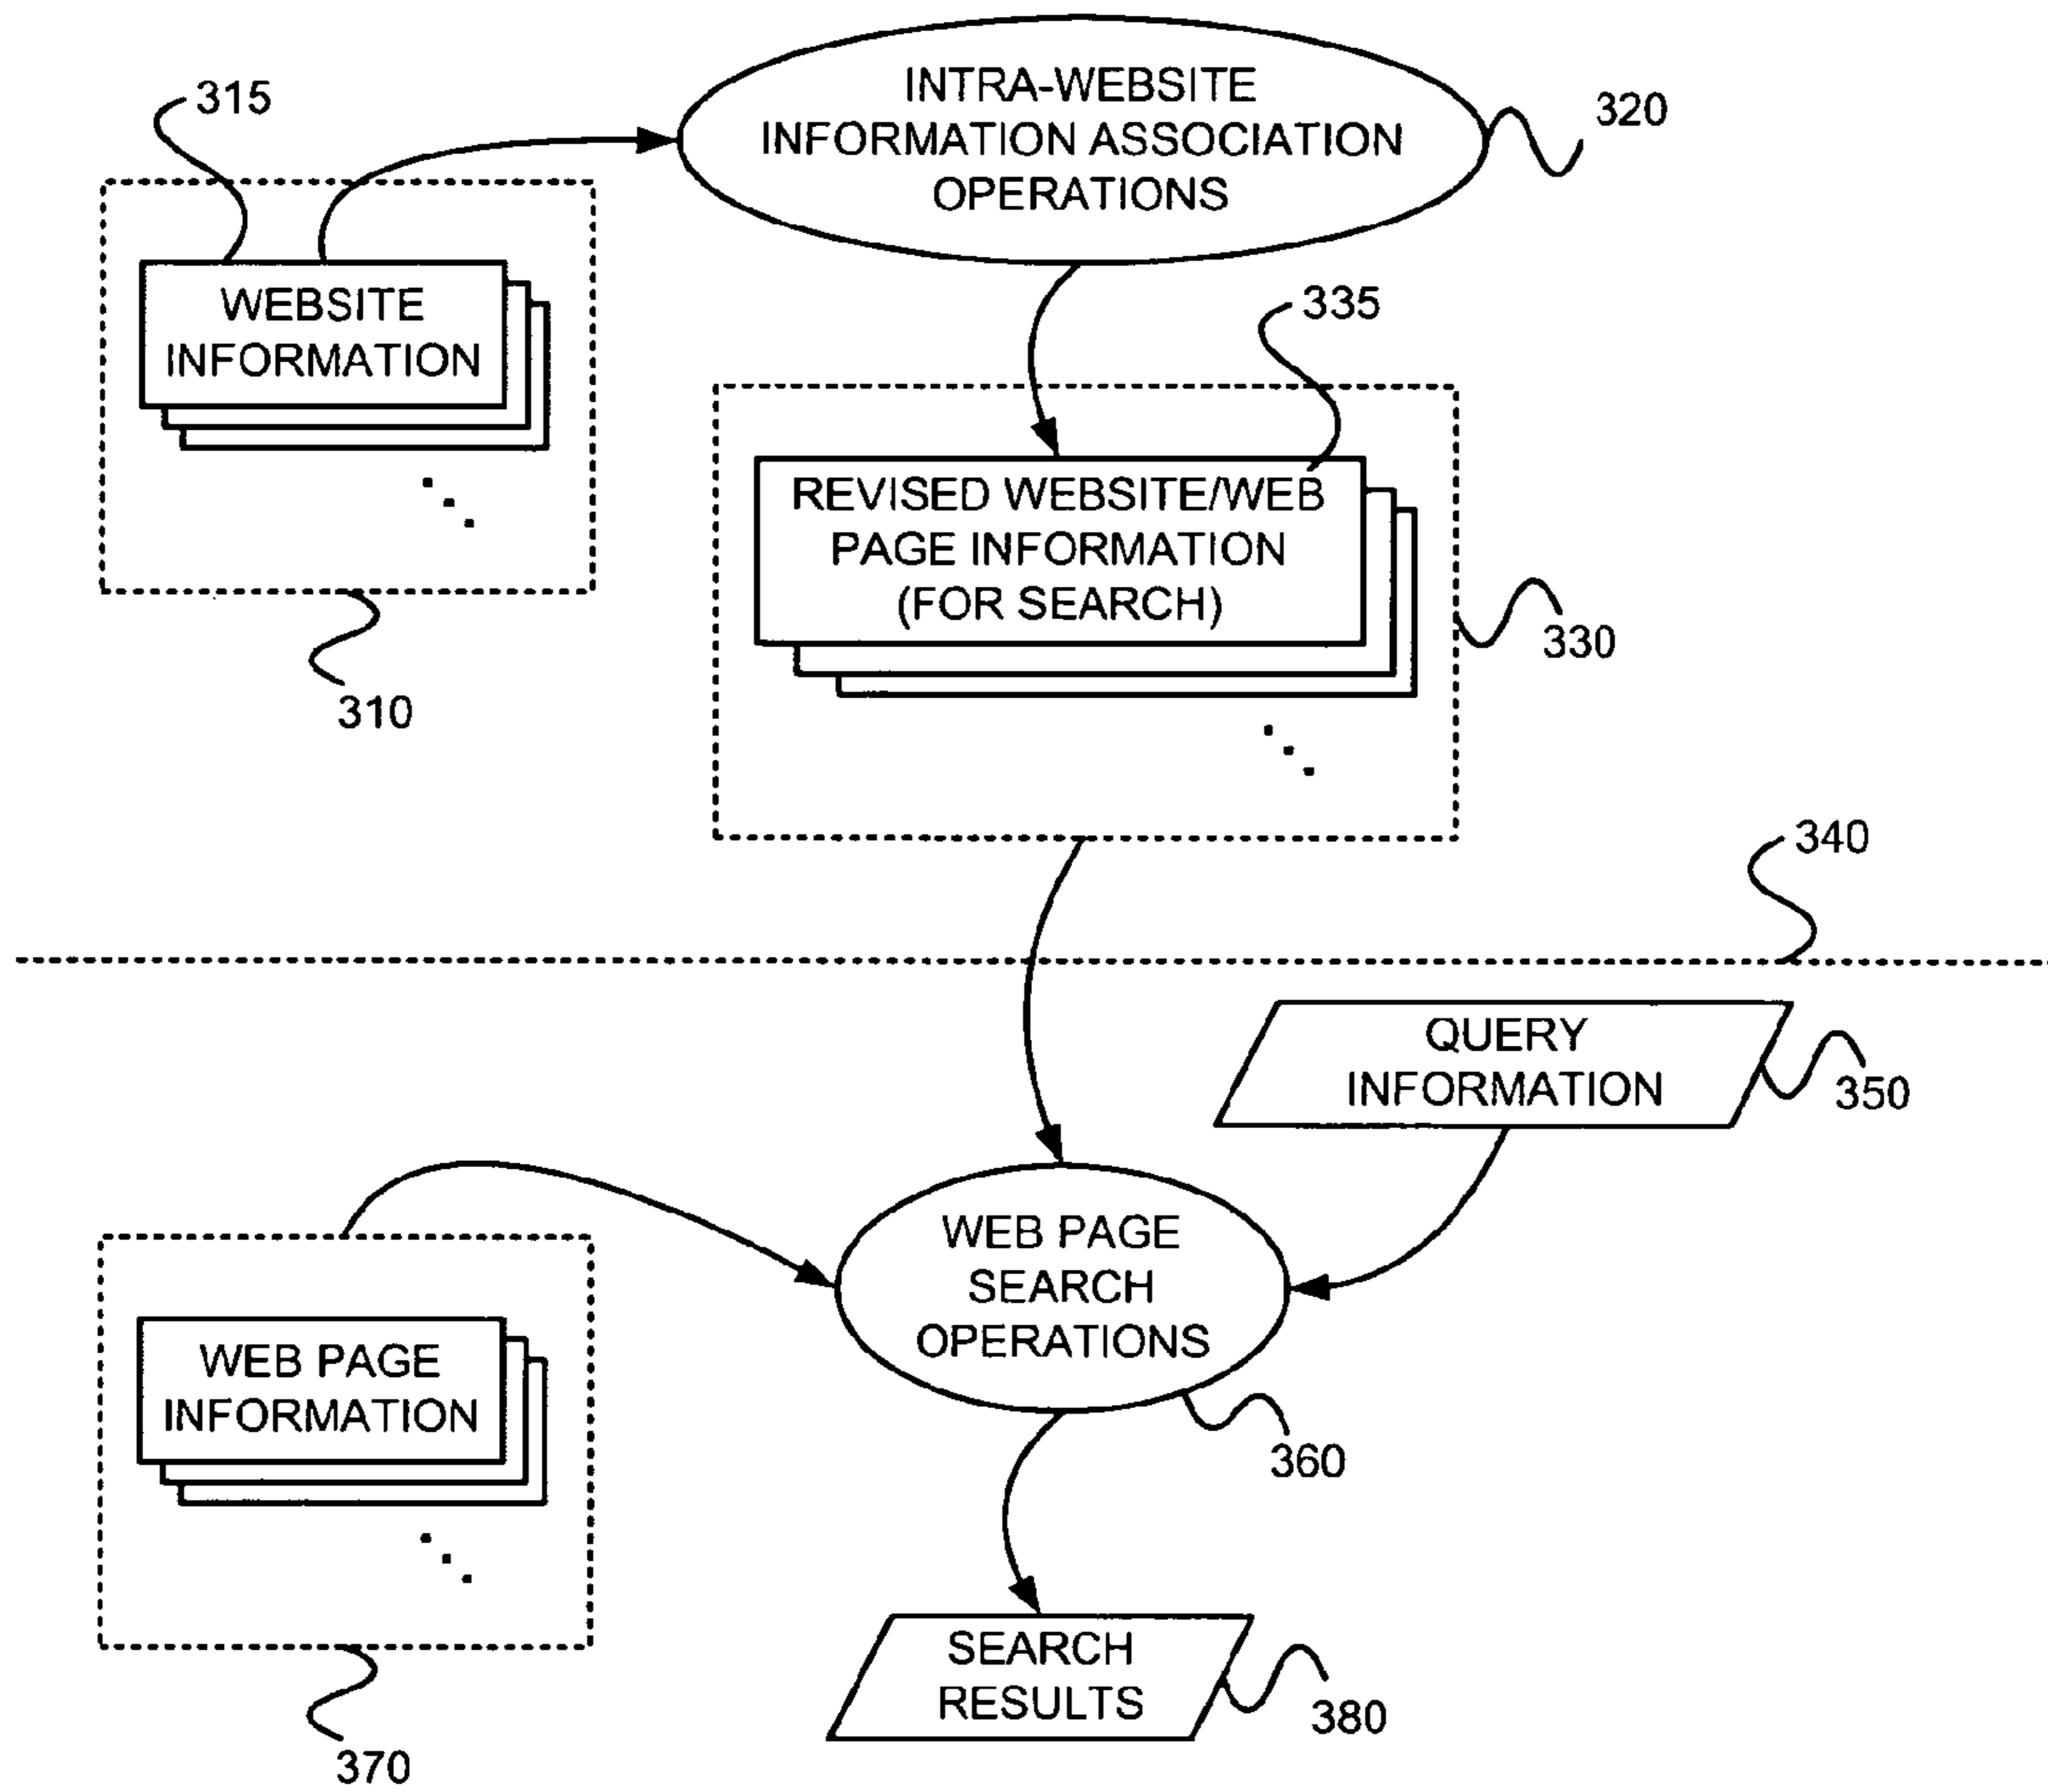 315
INTRA-WEBSITE
INFORMATION ASSOCIATION
OPERATIONS
320
WEBSITE
INFORMATION
335
REVISED WEBSITE/WEB
PAGE INFORMATION
(FOR SEARCH)
330
310
340
QUERY
INFORMATION
350
WEB PAGE
SEARCH
OPERATIONS
WEB PAGE
INFORMATION
360
SEARCH
RESULTS
380
370